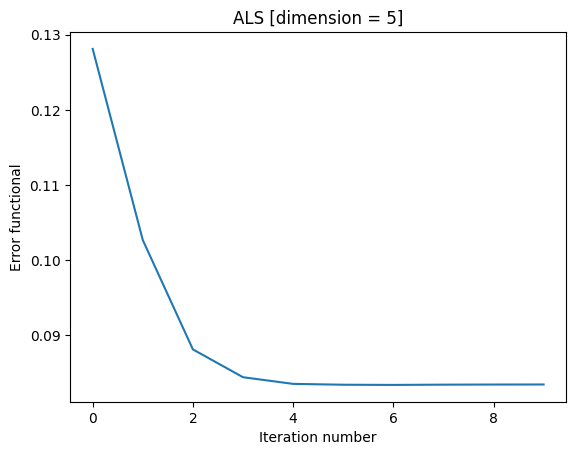 ALS [dimension = 5]
0.13
0.12
0.11
0.10
0.09
Error functional
0 2 4 6 8
Iteration number